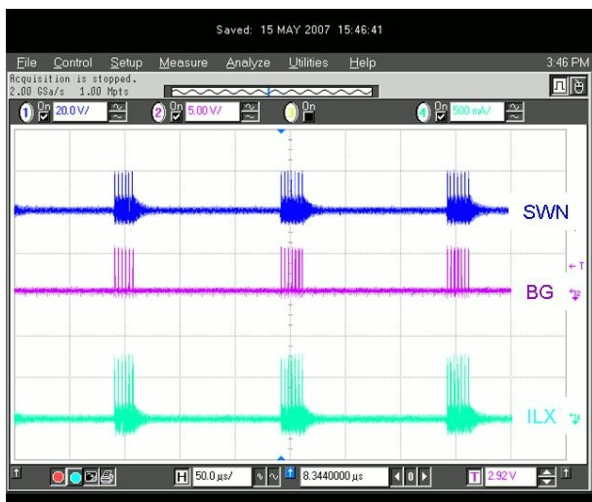 Saved: 15 MAY 2007 15:46:41
File Control Setup Measure Analyze Utilities Help 3:46 PM
Acquisition is stopped.
2.00 GSa/s 1.00 Mpts
1 On 20.0 V/ 2 On 5.00 V/ 3 On 4 On 500 mA/
SWN
T
BG
ILX
H 50.0 µs/ 8.3440000 µs 0 T 2.92 V